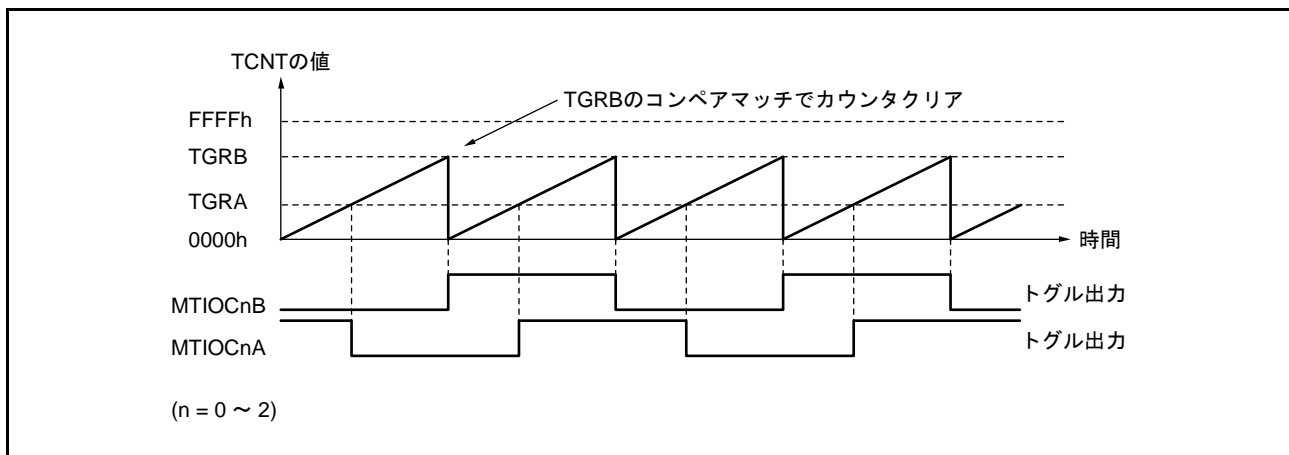 TCNTの値
TGRBのコンペアマッチでカウンタクリア
FFFFh
TGRB
TGRA
0000h
時間
MTIOCnB
トグル出力
MTIOCnA
トグル出力
(n = 0 ～ 2)